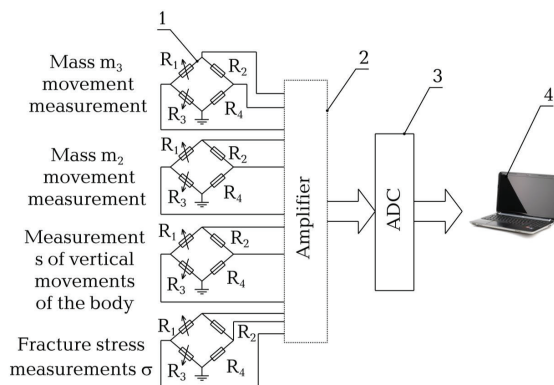 1
2
3
4
Mass m₃
movement
measurement
R₁
R₂
R₃
R₄
Mass m₂
movement
measurement
R₁
R₂
R₃
R₄
Measurement
s of vertical
movements
of the body
R₁
R₂
R₃
R₄
Fracture stress
measurements σ
R₁
R₂
R₃
R₄
Amplifier
ADC